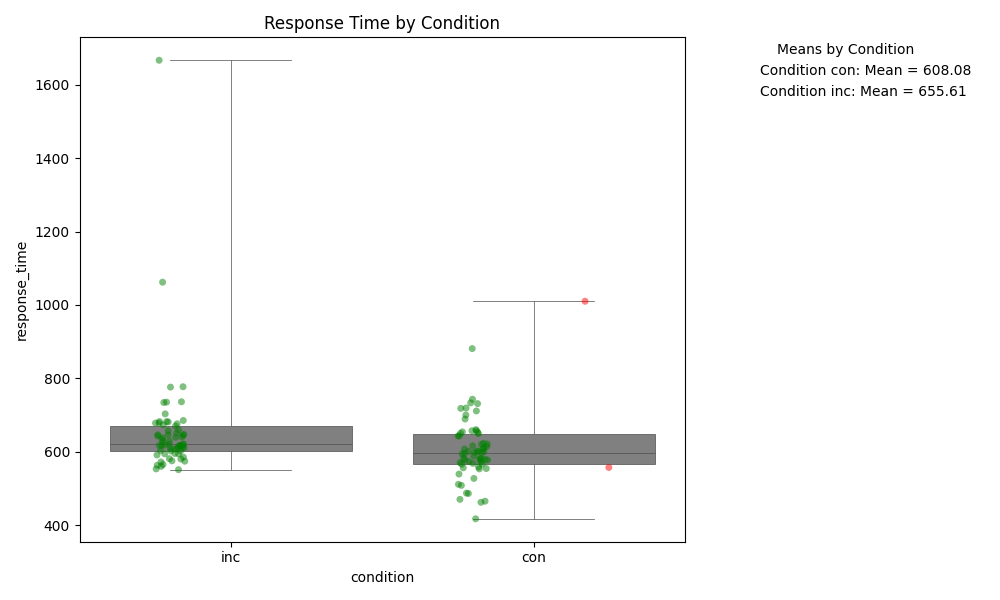 Response Time by Condition
Means by Condition
Condition con: Mean = 608.08
Condition inc: Mean = 655.61
1600
1400
1200
1000
800
600
400
response_time
inc
con
condition